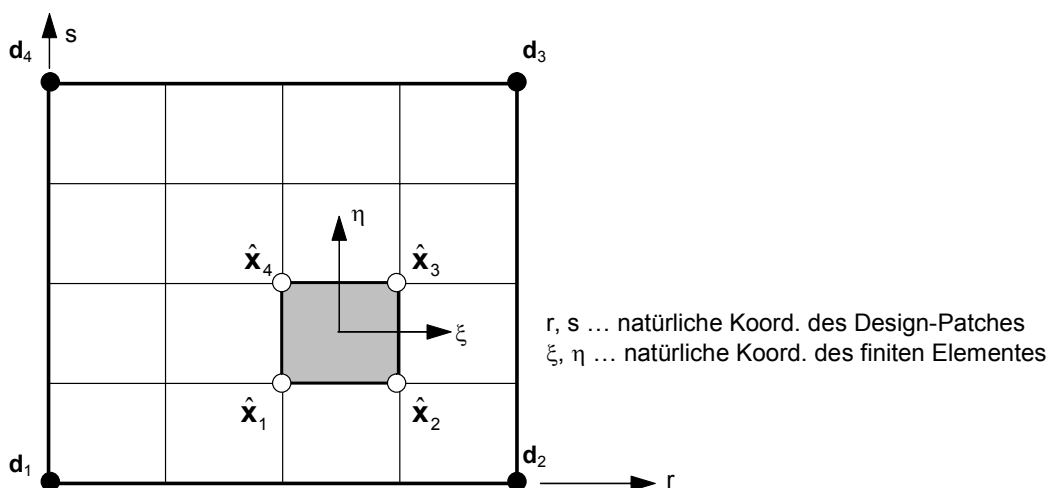 s
d4
d3
η
x̂4
x̂3
r, s … natürliche Koord. des Design-Patches
ξ
ξ, η … natürliche Koord. des finiten Elementes
x̂1
x̂2
d1
d2
r